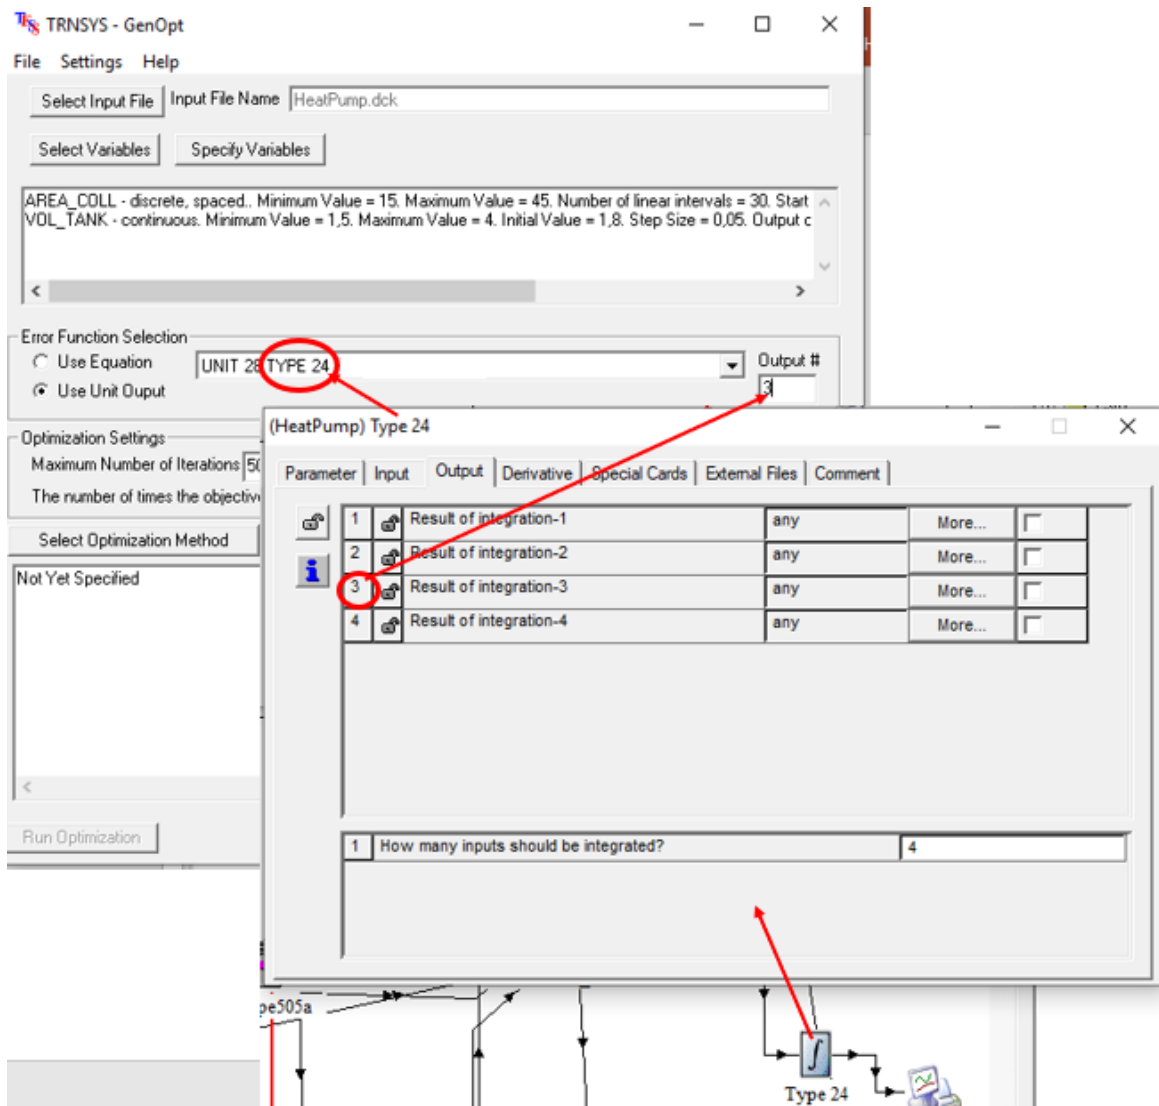 TRNSYS - GenOpt
File Settings Help
Select Input File Input File Name HeatPump.dck
Select Variables Specify Variables
AREA_COLL - discrete, spaced.. Minimum Value = 15. Maximum Value = 45. Number of linear intervals = 30. Start
VOL_TANK - continuous. Minimum Value = 1,5. Maximum Value = 4. Initial Value = 1,8. Step Size = 0,05. Output c
Error Function Selection
Use Equation
UNIT 28 TYPE 24
Output #
Use Unit Ouput
3
(HeatPump) Type 24
Optimization Settings
Maximum Number of Iterations 50
The number of times the objectiv
Select Optimization Method
Not Yet Specified
Run Optimization
Parameter Input Output Derivative Special Cards External Files Comment
1 Result of integration-1 any More...
2 Result of integration-2 any More...
3 Result of integration-3 any More...
4 Result of integration-4 any More...
1 How many inputs should be integrated? 4
pe505a
Type 24